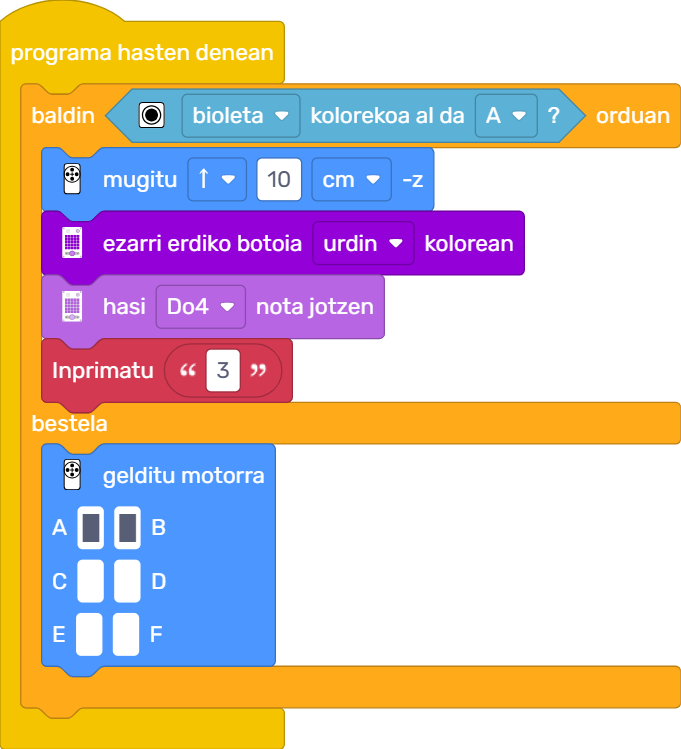 programa hasten denean
baldin bioleta kolorekoa al da A ? orduan
mugitu ↑ 10 cm -z
ezarri erdiko botoia urdin kolorean
hasi Do4 nota jotzen
Inprimatu “ 3 ”
bestela
gelditu motorra
A B
C D
E F